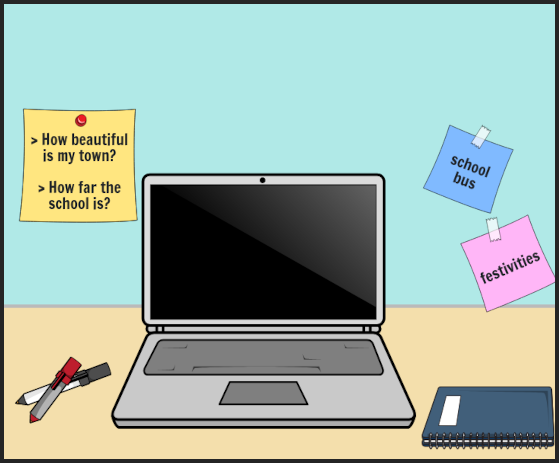 > How beautiful
is my town?
> How far the
school is?
school
bus
festivities